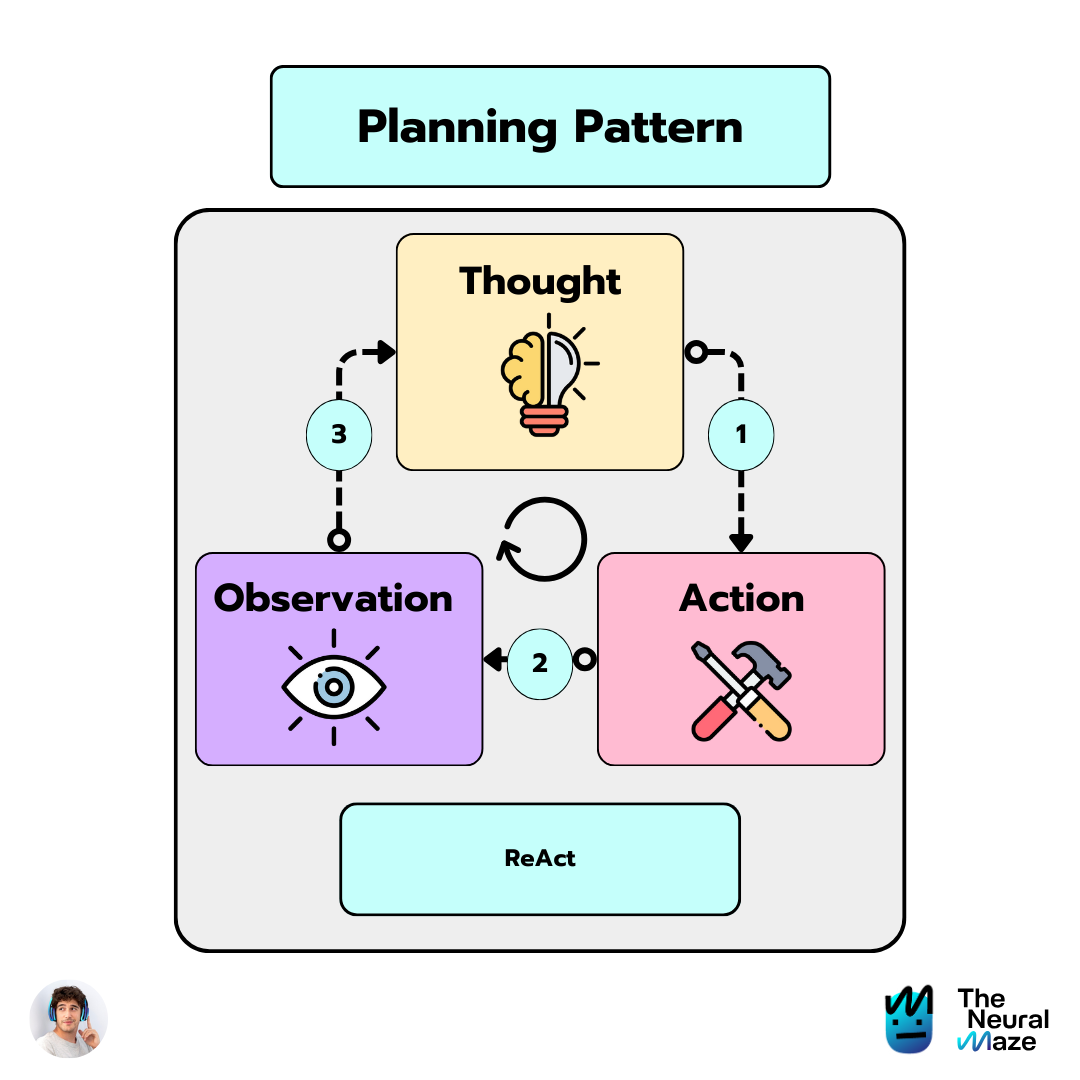 Planning Pattern
Thought
3
1
Observation
Action
2
ReAct
The
Neural
Maze